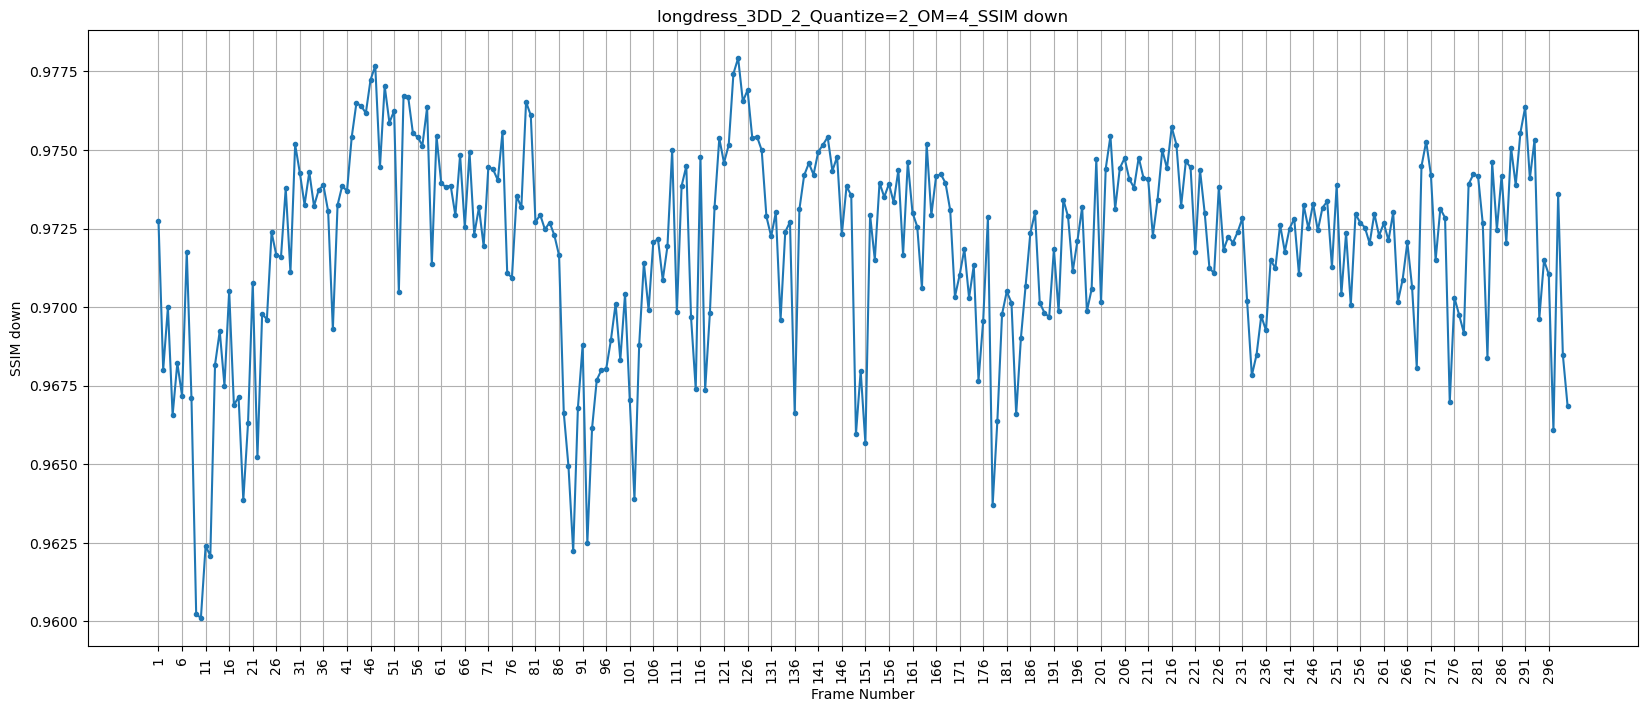 longdress_3DD_2_Quantize=2_OM=4_SSIM down
SSIM down
0.9775
0.9750
0.9725
0.9700
0.9675
0.9650
0.9625
0.9600
1 6 11 16 21 26 31 36 41 46 51 56 61 66 71 76 81 86 91 96 101 106 111 116 121 126 131 136 141 146 151 156 161 166 171 176 181 186 191 196 201 206 211 216 221 226 231 236 241 246 251 256 261 266 271 276 281 286 291 296
Frame Number